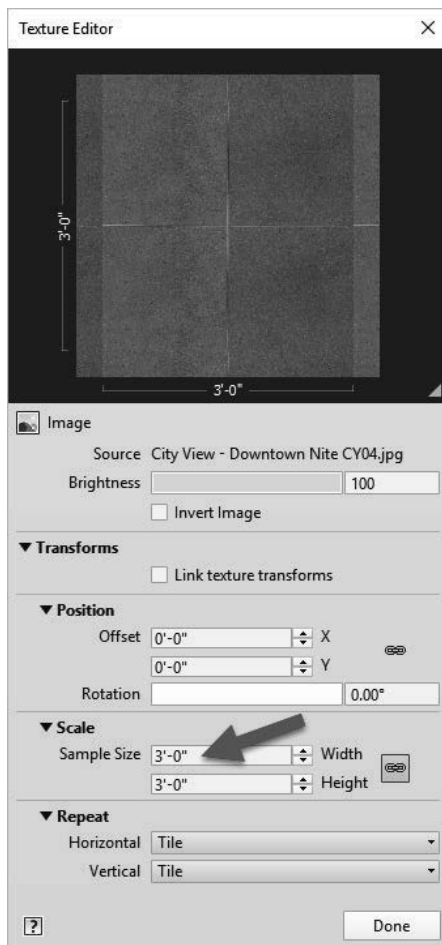 Texture Editor
3'-0"
3'-0"
Image
Source City View - Downtown Nite CY04.jpg
Brightness 100
Invert Image
Transforms
Link texture transforms
Position
Offset 0'-0" X
0'-0" Y
Rotation 0.00°
Scale
Sample Size 3'-0" Width
3'-0" Height
Repeat
Horizontal Tile
Vertical Tile
? Done